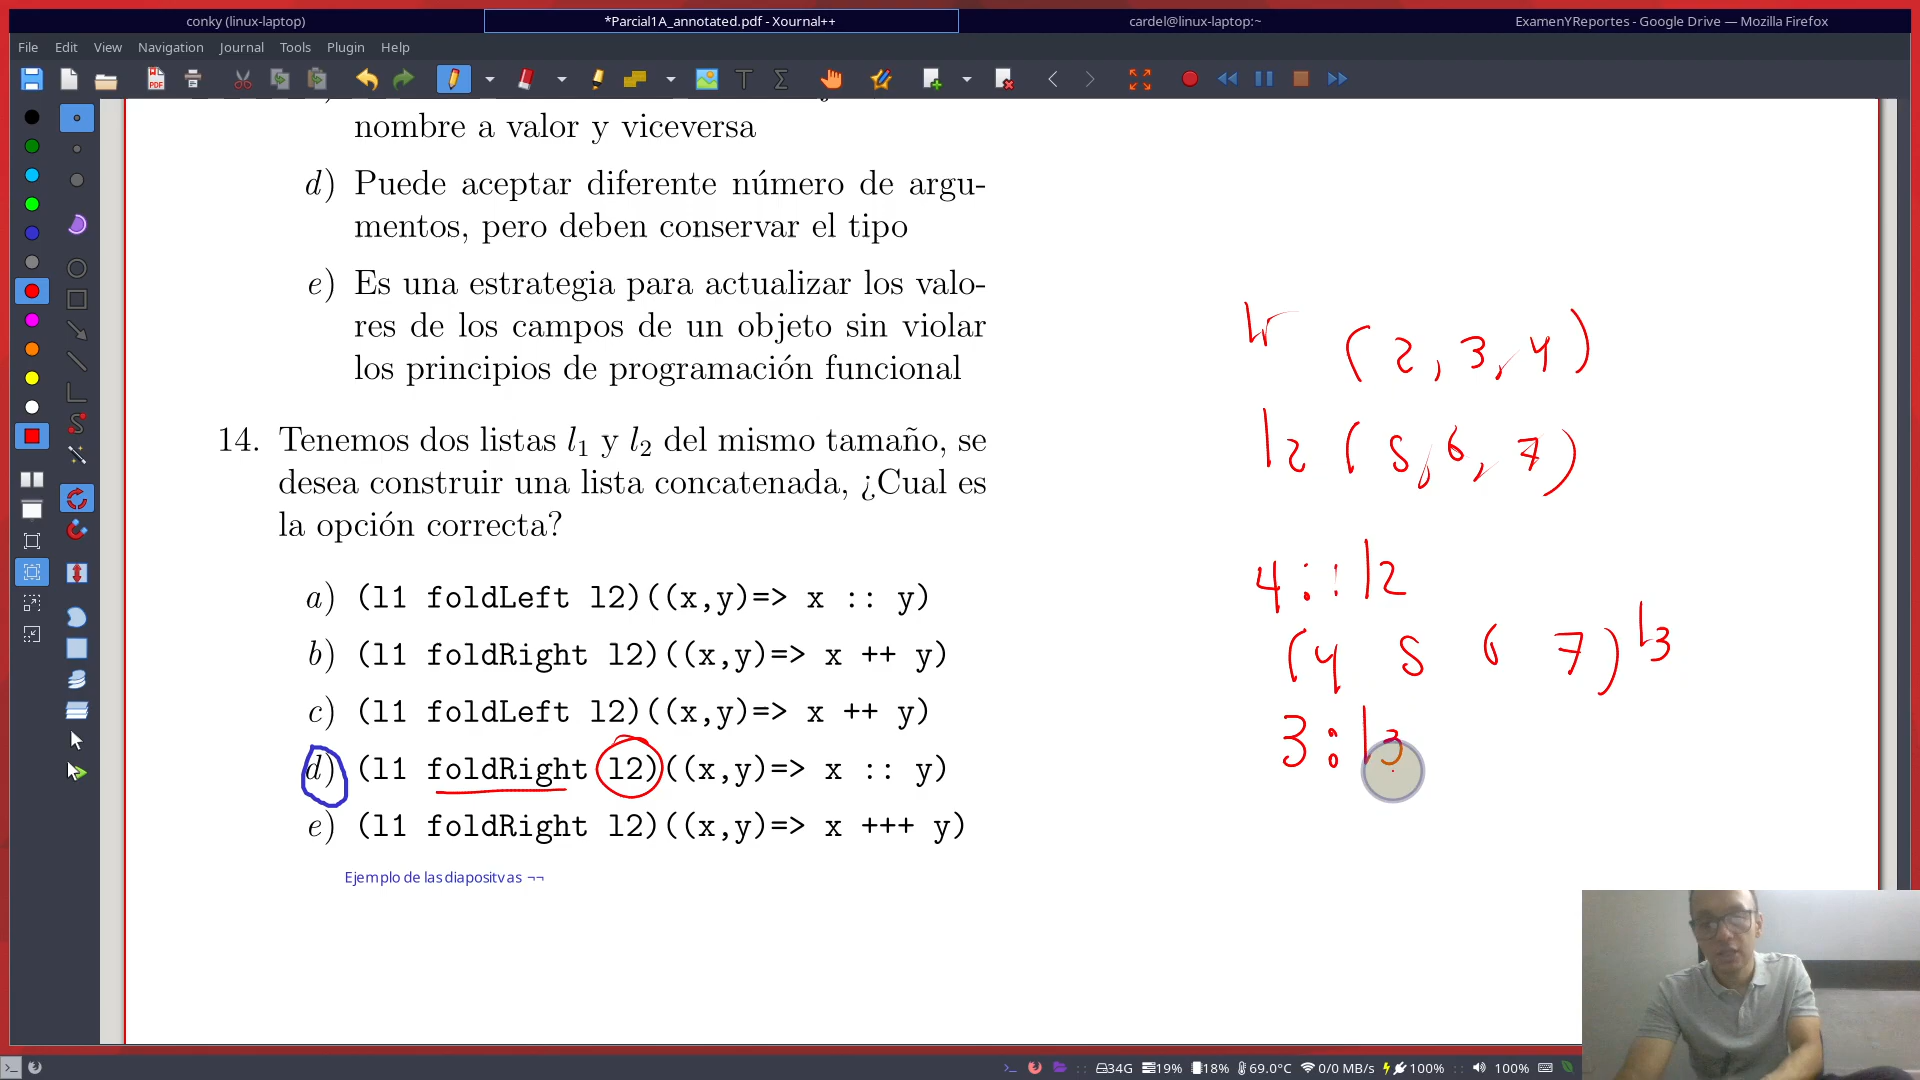 conky (linux-laptop)
*Parcial1A_annotated.pdf - Xournal++
cardel@linux-laptop:~
ExamenYReportes - Google Drive — Mozilla Firefox
File Edit View Navigation Journal Tools Plugin Help
nombre a valor y viceversa
d) Puede aceptar diferente número de argu-
mentos, pero deben conservar el tipo
e) Es una estrategia para actualizar los valo-
res de los campos de un objeto sin violar
los principios de programación funcional
14. Tenemos dos listas l1 y l2 del mismo tamaño, se
desea construir una lista concatenada, ¿Cual es
la opción correcta?
a) (l1 foldLeft l2)((x,y)=> x :: y)
b) (l1 foldRight l2)((x,y)=> x ++ y)
c) (l1 foldLeft l2)((x,y)=> x ++ y)
d) (l1 foldRight l2)((x,y)=> x :: y)
e) (l1 foldRight l2)((x,y)=> x +++ y)
Ejemplo de las diapositvas ¬¬
(2, 3, 4)
l2 (5, 6, 7)
4 :: l2
(4 5 6 7) l3
3 :: l3
34G 19% 18% 69.0°C 0/0 MB/s 100% 100%